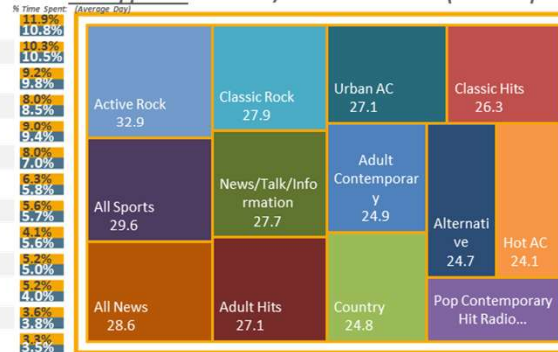 % Time Spent: (Average Day)
11.9%
10.8%
10.3%
10.5%
9.2%
9.8%
8.0%
8.5%
9.0%
9.4%
8.0%
7.0%
6.3%
5.8%
5.6%
5.7%
4.1%
5.6%
5.2%
5.0%
5.2%
4.0%
3.6%
3.8%
3.3%
3.5%
Active Rock
32.9
Classic Rock
27.9
Urban AC
27.1
Classic Hits
26.3
All Sports
29.6
News/Talk/Info
rmation
27.7
Adult
Contemporar
y
24.9
Alternati
ve
24.7
Hot AC
24.1
All News
28.6
Adult Hits
27.1
Country
24.8
Pop Contemporary
Hit Radio...